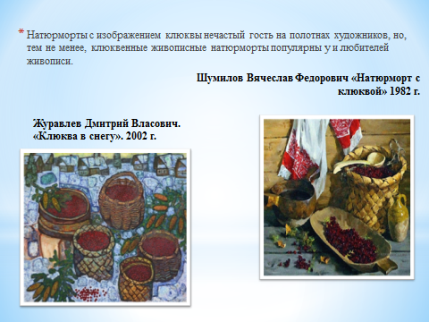 * Натюрморты с изображением клюквы нечастый гость на полотнах художников, но,
тем не менее, клюквенные живописные натюрморты популярны у и любителей
живописи.
Шумилов Вячеслав Федорович «Натюрморт с
клюквой» 1982 г.
Журавлев Дмитрий Власович.
«Клюква в снегу». 2002 г.